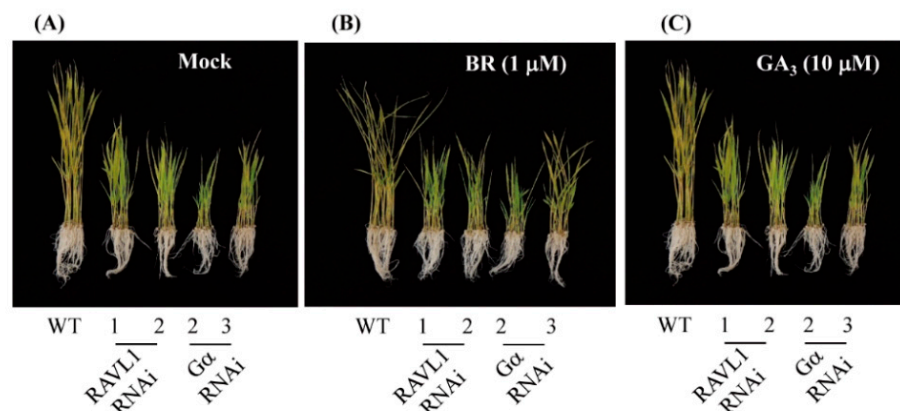 (A) (B) (C)
Mock BR (1 μM) GA₃ (10 μM)
WT 1 2 2 3 WT 1 2 2 3 WT 1 2 2 3
RAVL1 RNAi Gα RNAi RAVL1 RNAi Gα RNAi RAVL1 RNAi Gα RNAi